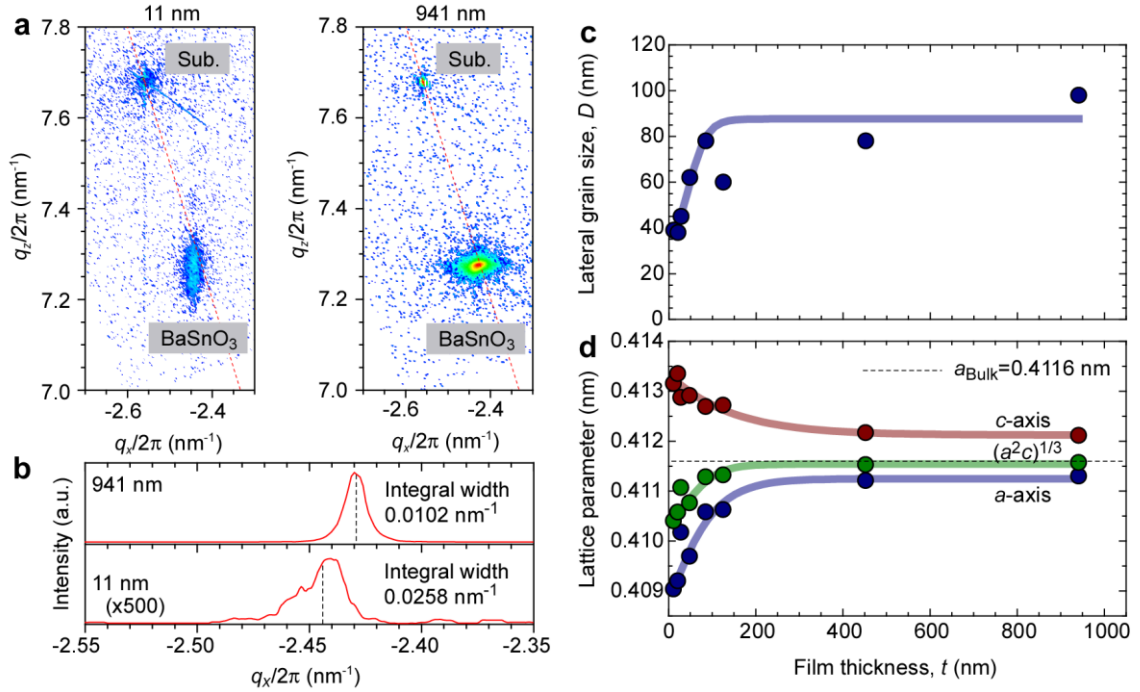 a
11 nm
941 nm
Sub.
BaSnO3
7.8
7.6
7.4
7.2
7.0
qz/2π (nm-1)
-2.6
-2.4
qx/2π (nm-1)
Sub.
BaSnO3
7.8
7.6
7.4
7.2
7.0
qz/2π (nm-1)
-2.6
-2.4
qx/2π (nm-1)
b
Intensity (a.u.)
941 nm
Integral width
0.0102 nm-1
11 nm
(x500)
Integral width
0.0258 nm-1
-2.55
-2.50
-2.45
-2.40
-2.35
qx/2π (nm-1)
c
Lateral grain size, D (nm)
120
100
80
60
40
20
0
d
Lattice parameter (nm)
0.414
0.413
0.412
0.411
0.410
0.409
aBulk=0.4116 nm
c-axis
(a2c)1/3
a-axis
0
200
400
600
800
1000
Film thickness, t (nm)